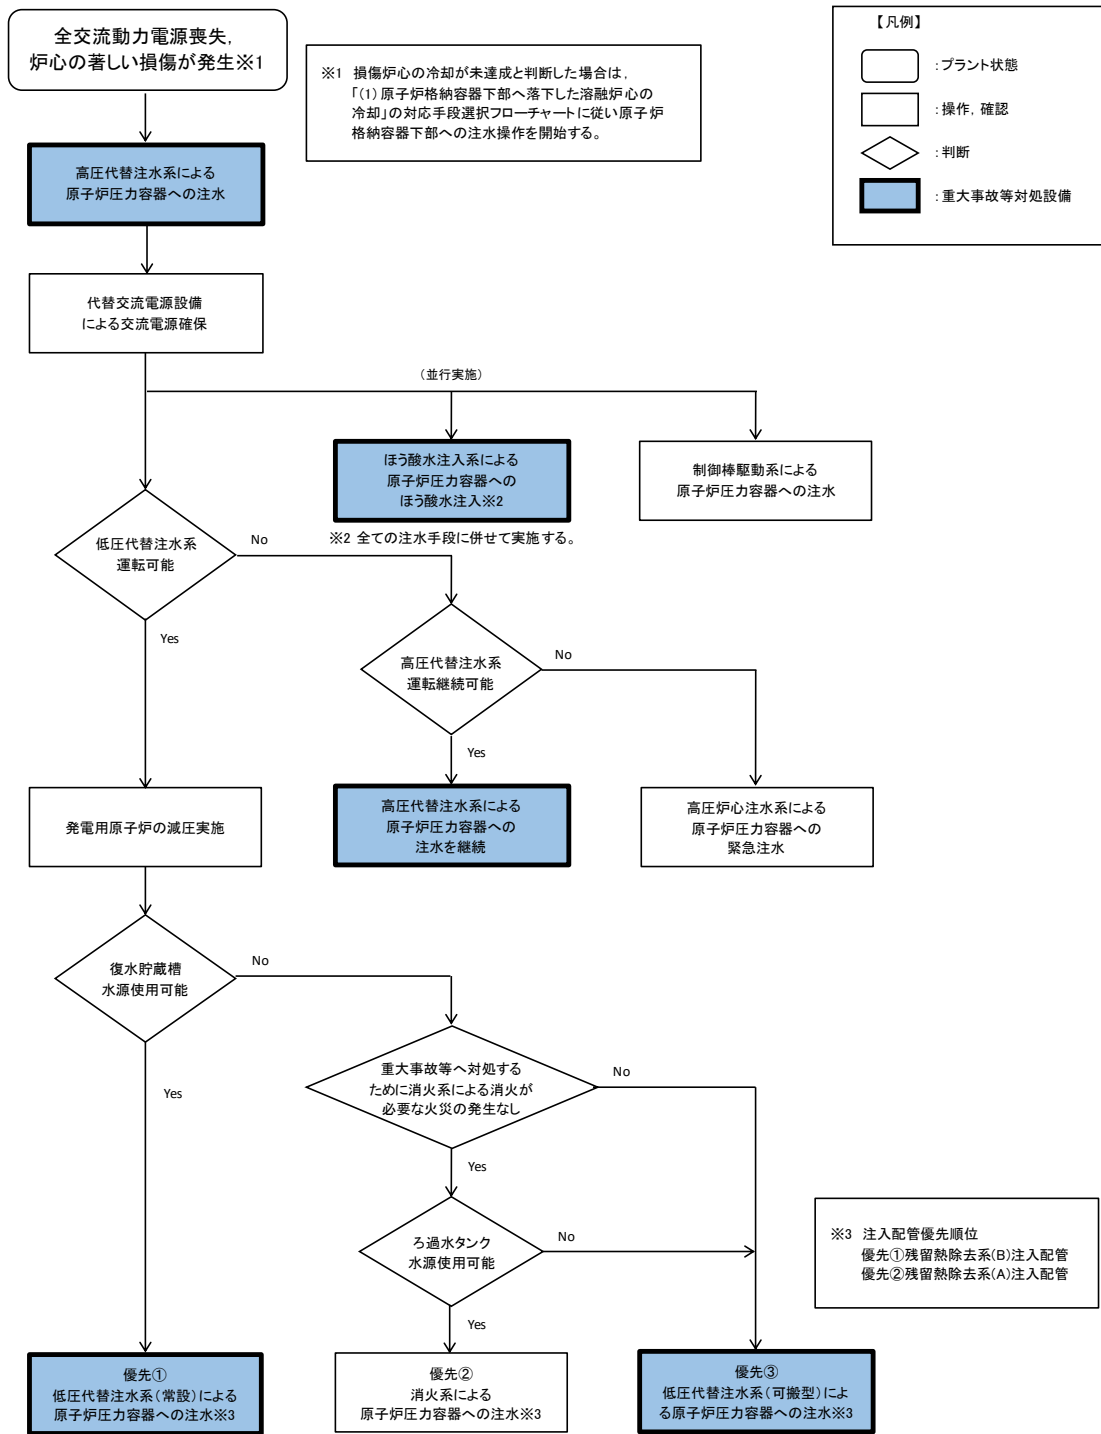 全交流動力電源喪失,
炉心の著しい損傷が発生※1
※1 損傷炉心の冷却が未達成と判断した場合は,
「(1) 原子炉格納容器下部へ落下した溶融炉心の
冷却」の対応手段選択フローチャートに従い原子炉
格納容器下部への注水操作を開始する。
【凡例】
:プラント状態
:操作, 確認
:判断
:重大事故等対処設備
高圧代替注水系による
原子炉圧力容器への注水
代替交流電源設備
による交流電源確保
(並行実施)
ほう酸水注入系による
原子炉圧力容器への
ほう酸水注入※2
制御棒駆動系による
原子炉圧力容器への注水
※2 全ての注水手段に併せて実施する。
低圧代替注水系
運転可能
No
Yes
高圧代替注水系
運転継続可能
No
Yes
発電用原子炉の減圧実施
高圧代替注水系による
原子炉圧力容器への
注水を継続
高圧炉心注水系による
原子炉圧力容器への
緊急注水
復水貯蔵槽
水源使用可能
No
Yes
重大事故等へ対処する
ために消火系による消火が
必要な火災の発生なし
No
Yes
ろ過水タンク
水源使用可能
No
Yes
※3 注入配管優先順位
優先①残留熱除去系(B)注入配管
優先②残留熱除去系(A)注入配管
優先①
低圧代替注水系(常設)による
原子炉圧力容器への注水※3
優先②
消火系による
原子炉圧力容器への注水※3
優先③
低圧代替注水系(可搬型)によ
る原子炉圧力容器への注水※3